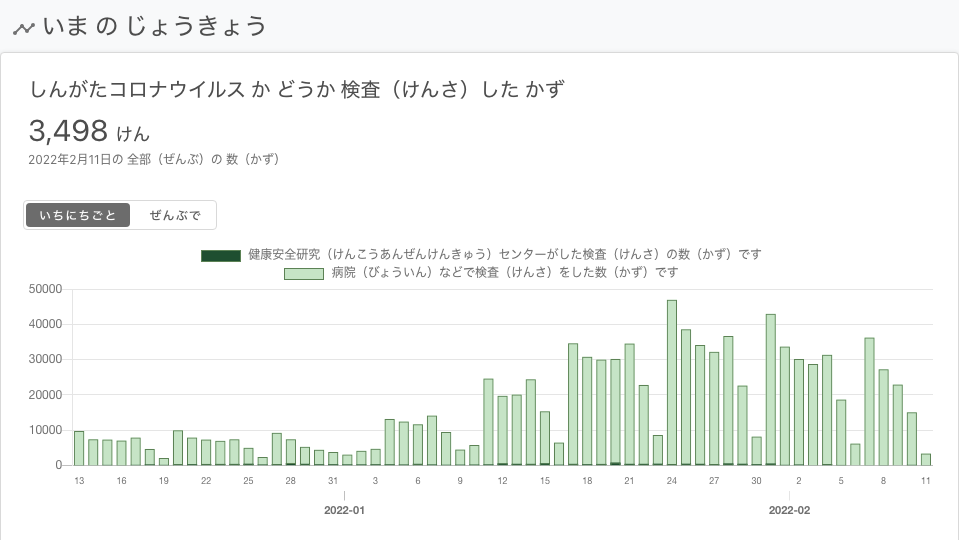 いま の じょうきょう
しんがたコロナウイルス か どうか 検査（けんさ）した かず
3,498 けん
2022年2月11日の 全部（ぜんぶ）の 数（かず）
いちにちごと ぜんぶで
健康安全研究（けんこうあんぜんけんきゅう）センターがした検査（けんさ）の数（かず）です
病院（びょういん）などで検査（けんさ）をした数（かず）です
50000
40000
30000
20000
10000
0
13 16 19 22 25 28 31 3 6 9 12 15 18 21 24 27 30 2 5 8 11
2022-01 2022-02